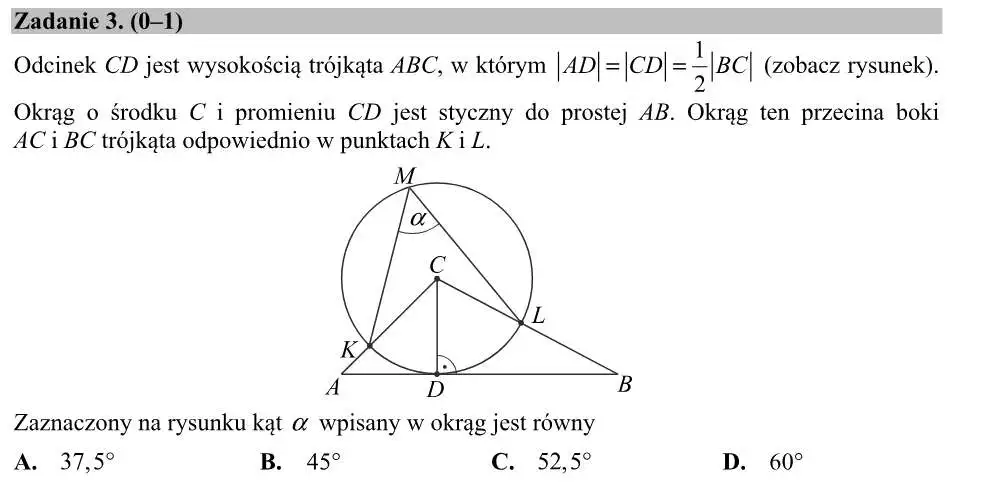 Zadanie 3. (0–1)
Odcinek CD jest wysokością trójkąta ABC, w którym |AD| = |CD| = \frac{1}{2}|BC| (zobacz rysunek).
Okrąg o środku C i promieniu CD jest styczny do prostej AB. Okrąg ten przecina boki
AC i BC trójkąta odpowiednio w punktach K i L.
M
α
C
L
K
A
D
B
Zaznaczony na rysunku kąt α wpisany w okrąg jest równy
A. 37,5° B. 45° C. 52,5° D. 60°